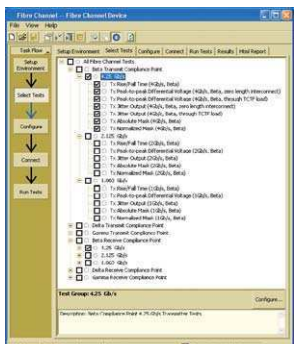 Fibre Channel -- Fibre Channel Device
File View Help
Task Flow
Setup Environment Select Tests Configure Connect Run Tests Results Html Report
Setup
Environment
Select Tests
Configure
Connect
Run Tests
All Fibre Channel Tests
Beta Transmit Compliance Point
4.25 Gb/s
Tx Rise/Fall Time (4Gb/s, Beta)
Tx Peak-to-peak Differential Voltage (4Gb/s, Beta, zero length interconnect)
Tx Peak-to-peak Differential Voltage (4Gb/s, Beta, through TCTF load)
Tx Jitter Output (4Gb/s, Beta, zero length interconnect)
Tx Jitter Output (4Gb/s, Beta, through TCTF load)
Tx Absolute Mask (4Gb/s, Beta)
Tx Normalized Mask (4Gb/s, Beta)
2.125 Gb/s
Tx Rise/Fall Time (2Gb/s, Beta)
Tx Peak-to-peak Differential Voltage (2Gb/s, Beta)
Tx Jitter Output (2Gb/s, Beta)
Tx Absolute Mask (2Gb/s, Beta)
Tx Normalized Mask (2Gb/s, Beta)
1.063 Gb/s
Tx Rise/Fall Time (1Gb/s, Beta)
Tx Peak-to-peak Differential Voltage (1Gb/s, Beta)
Tx Jitter Output (1Gb/s, Beta)
Tx Absolute Mask (1Gb/s, Beta)
Tx Normalized Mask (1Gb/s, Beta)
Delta Transmit Compliance Point
Gamma Transmit Compliance Point
Beta Receive Compliance Point
4.25 Gb/s
2.125 Gb/s
1.063 Gb/s
Delta Receive Compliance Point
Gamma Receive Compliance Point
Test Group: 4.25 Gb/s
Configure...
Description: Beta Compliance Point 4.25 Gb/s Transmitter Tests